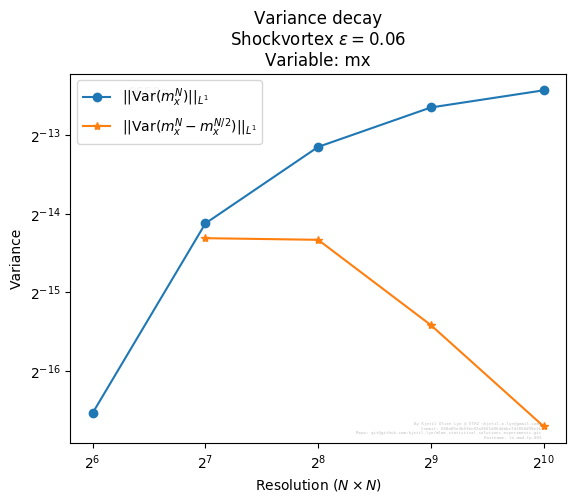 Variance decay
Shockvortex ε = 0.06
Variable: mx
||Var(m_x^N)||_{L^1}
||Var(m_x^N − m_x^{N/2})||_{L^1}
Variance
2^{−13}
2^{−14}
2^{−15}
2^{−16}
2^6 2^7 2^8 2^9 2^{10}
Resolution (N × N)